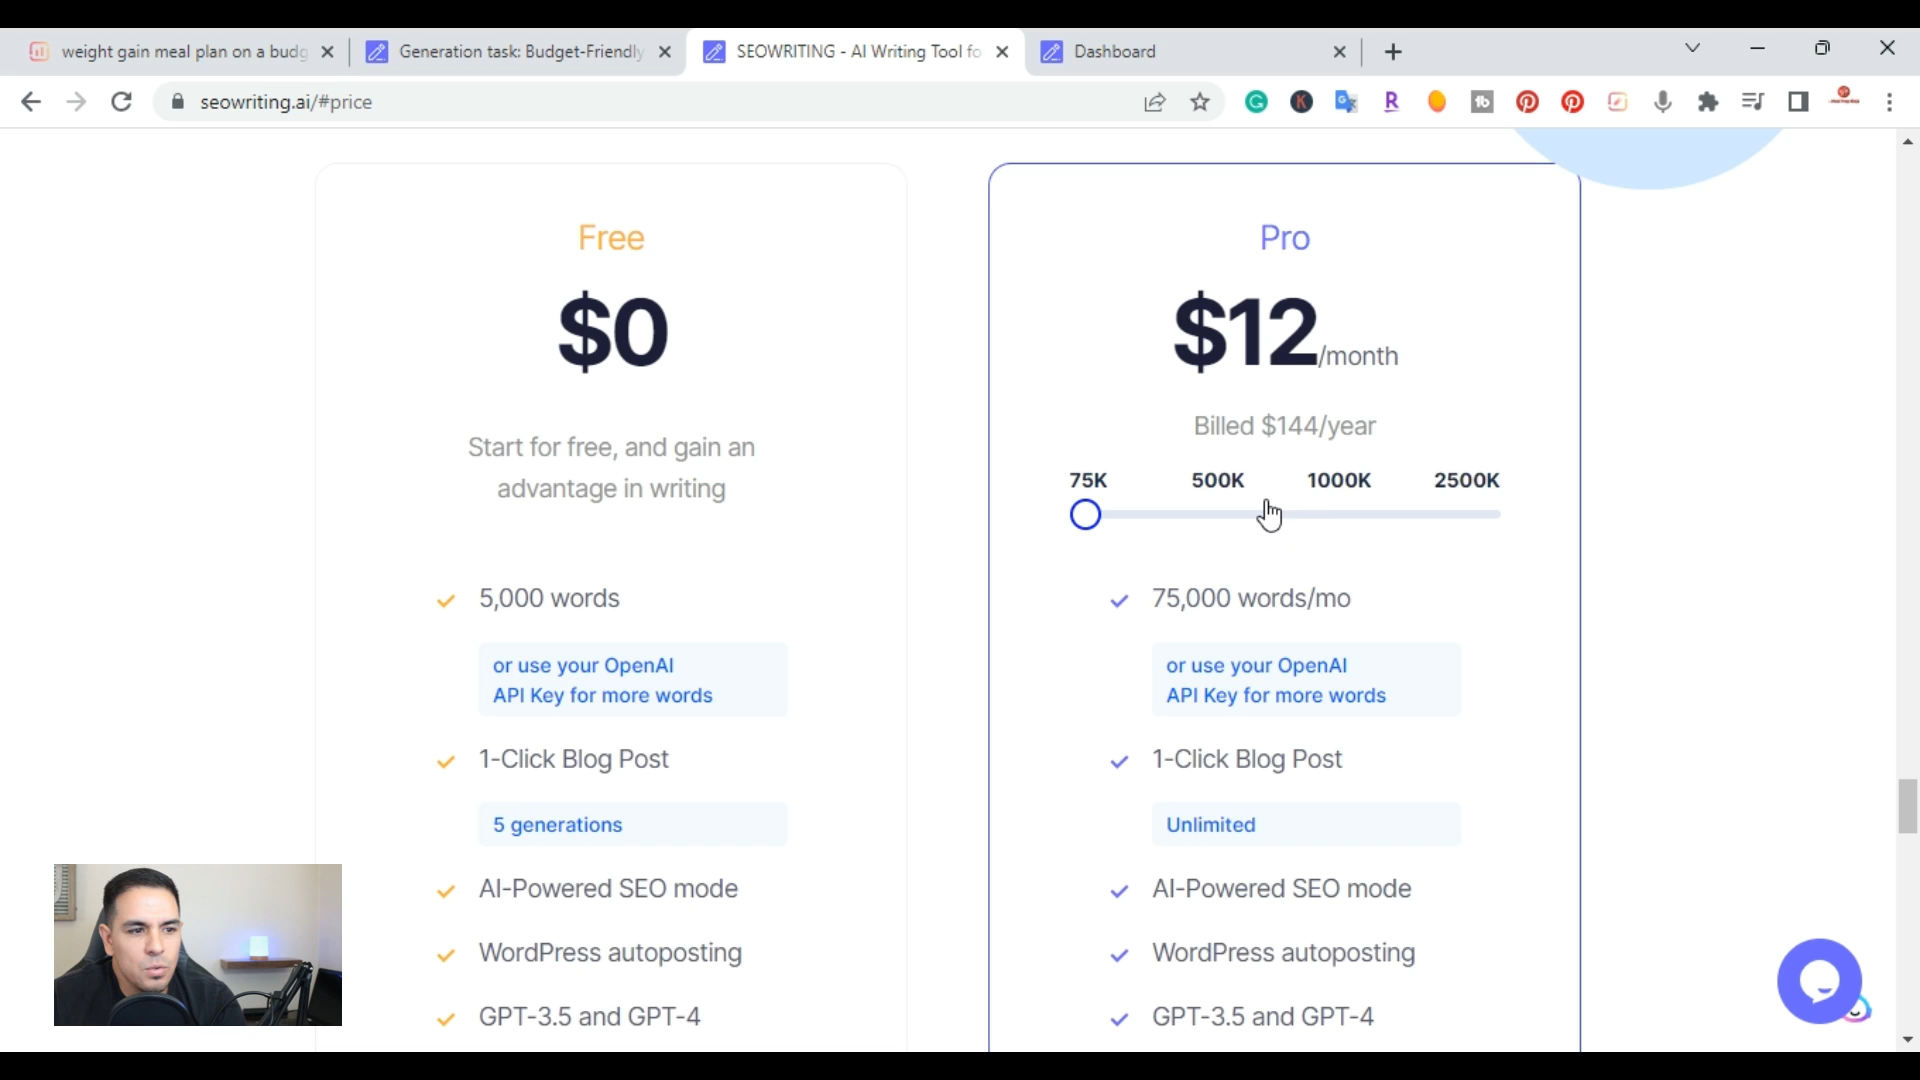 weight gain meal plan on a budg
Generation task: Budget-Friendly
SEOWRITING - AI Writing Tool fo
Dashboard
seowriting.ai/#price
Free
$0
Start for free, and gain an
advantage in writing
5,000 words
or use your OpenAI
API Key for more words
1-Click Blog Post
5 generations
AI-Powered SEO mode
WordPress autoposting
GPT-3.5 and GPT-4
Pro
$12/month
Billed $144/year
75K 500K 1000K 2500K
75,000 words/mo
or use your OpenAI
API Key for more words
1-Click Blog Post
Unlimited
AI-Powered SEO mode
WordPress autoposting
GPT-3.5 and GPT-4